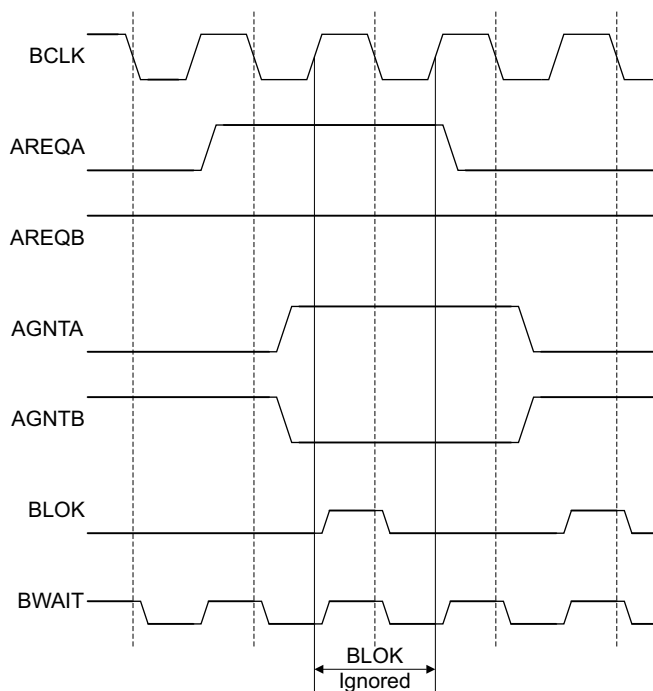 BCLK
AREQA
AREQB
AGNTA
AGNTB
BLOK
BWAIT
BLOK
Ignored